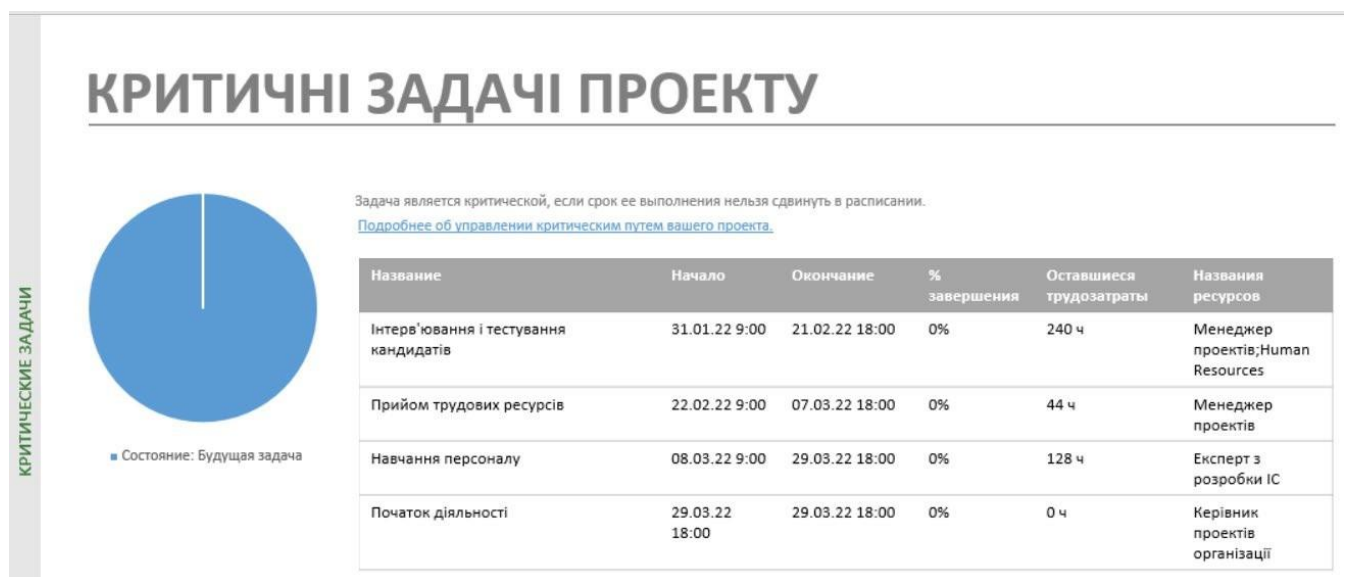 КРИТИЧНІ ЗАДАЧІ ПРОЕКТУ
КРИТИЧЕСКИЕ ЗАДАЧИ
Состояние: Будущая задача
Задача является критической, если срок ее выполнения нельзя сдвинуть в расписании.
Подробнее об управлении критическим путем вашего проекта.
Название Начало Окончание % завершения Оставшиеся трудозатраты Названия ресурсов
Інтерв'ювання і тестування кандидатів 31.01.22 9:00 21.02.22 18:00 0% 240 ч Менеджер проектів;Human Resources
Прийом трудових ресурсів 22.02.22 9:00 07.03.22 18:00 0% 44 ч Менеджер проектів
Навчання персоналу 08.03.22 9:00 29.03.22 18:00 0% 128 ч Експерт з розробки ІС
Початок діяльності 29.03.22 18:00 29.03.22 18:00 0% 0 ч Керівник проектів організації